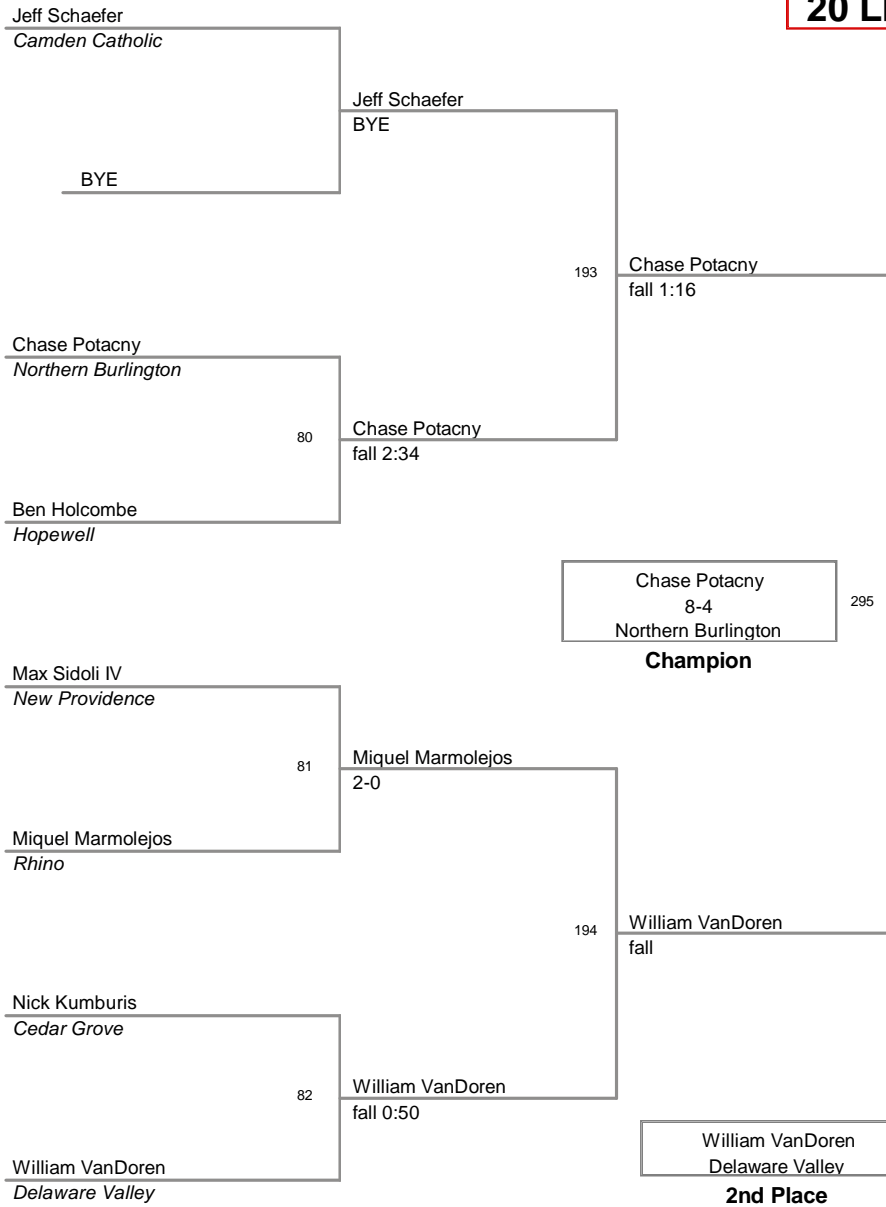 20 L
Jeff Schaefer
Camden Catholic
Jeff Schaefer
BYE
BYE
193
Chase Potacny
fall 1:16
Chase Potacny
Northern Burlington
80
Chase Potacny
fall 2:34
Ben Holcombe
Hopewell
Chase Potacny
8-4
Northern Burlington
295
Champion
Max Sidoli IV
New Providence
81
Miquel Marmolejos
2-0
Miquel Marmolejos
Rhino
194
William VanDoren
fall
Nick Kumburis
Cedar Grove
82
William VanDoren
fall 0:50
William VanDoren
Delaware Valley
2nd Place
William VanDoren
Delaware Valley